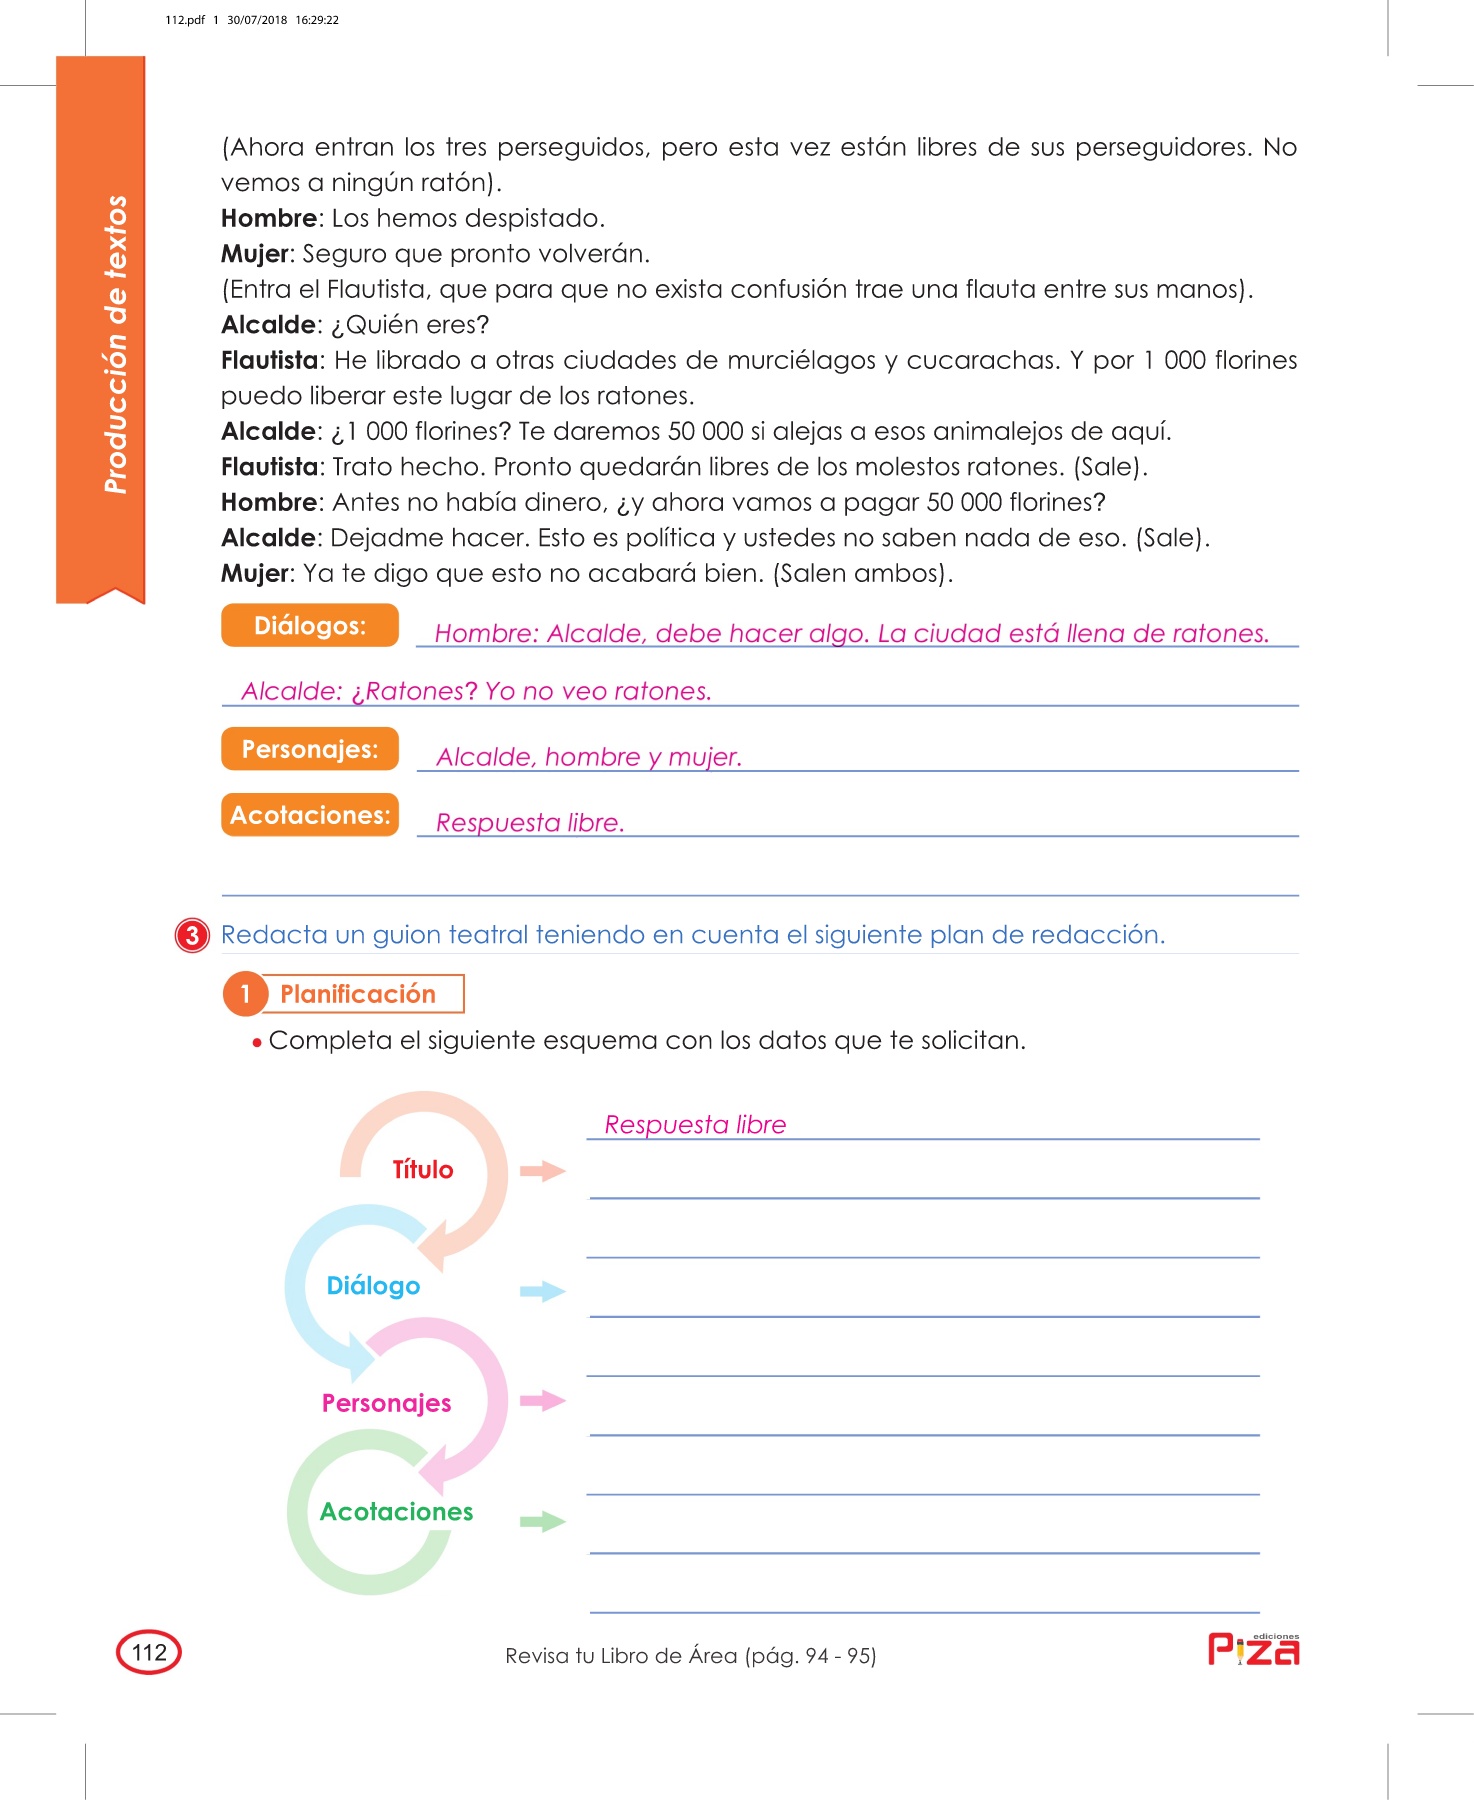 112.pdf 1 30/07/2018 16:29:22
Producción de textos
(Ahora entran los tres perseguidos, pero esta vez están libres de sus perseguidores. No
vemos a ningún ratón).
Hombre: Los hemos despistado.
Mujer: Seguro que pronto volverán.
(Entra el Flautista, que para que no exista confusión trae una flauta entre sus manos).
Alcalde: ¿Quién eres?
Flautista: He librado a otras ciudades de murciélagos y cucarachas. Y por 1 000 florines
puedo liberar este lugar de los ratones.
Alcalde: ¿1 000 florines? Te daremos 50 000 si alejas a esos animalejos de aquí.
Flautista: Trato hecho. Pronto quedarán libres de los molestos ratones. (Sale).
Hombre: Antes no había dinero, ¿y ahora vamos a pagar 50 000 florines?
Alcalde: Dejadme hacer. Esto es política y ustedes no saben nada de eso. (Sale).
Mujer: Ya te digo que esto no acabará bien. (Salen ambos).
Diálogos: Hombre: Alcalde, debe hacer algo. La ciudad está llena de ratones.
Alcalde: ¿Ratones? Yo no veo ratones.
Personajes: Alcalde, hombre y mujer.
Acotaciones: Respuesta libre.
3 Redacta un guion teatral teniendo en cuenta el siguiente plan de redacción.
1 Planificación
• Completa el siguiente esquema con los datos que te solicitan.
Respuesta libre
Título
Diálogo
Personajes
Acotaciones
112
Revisa tu Libro de Área (pág. 94 - 95)
ediciones
Piza